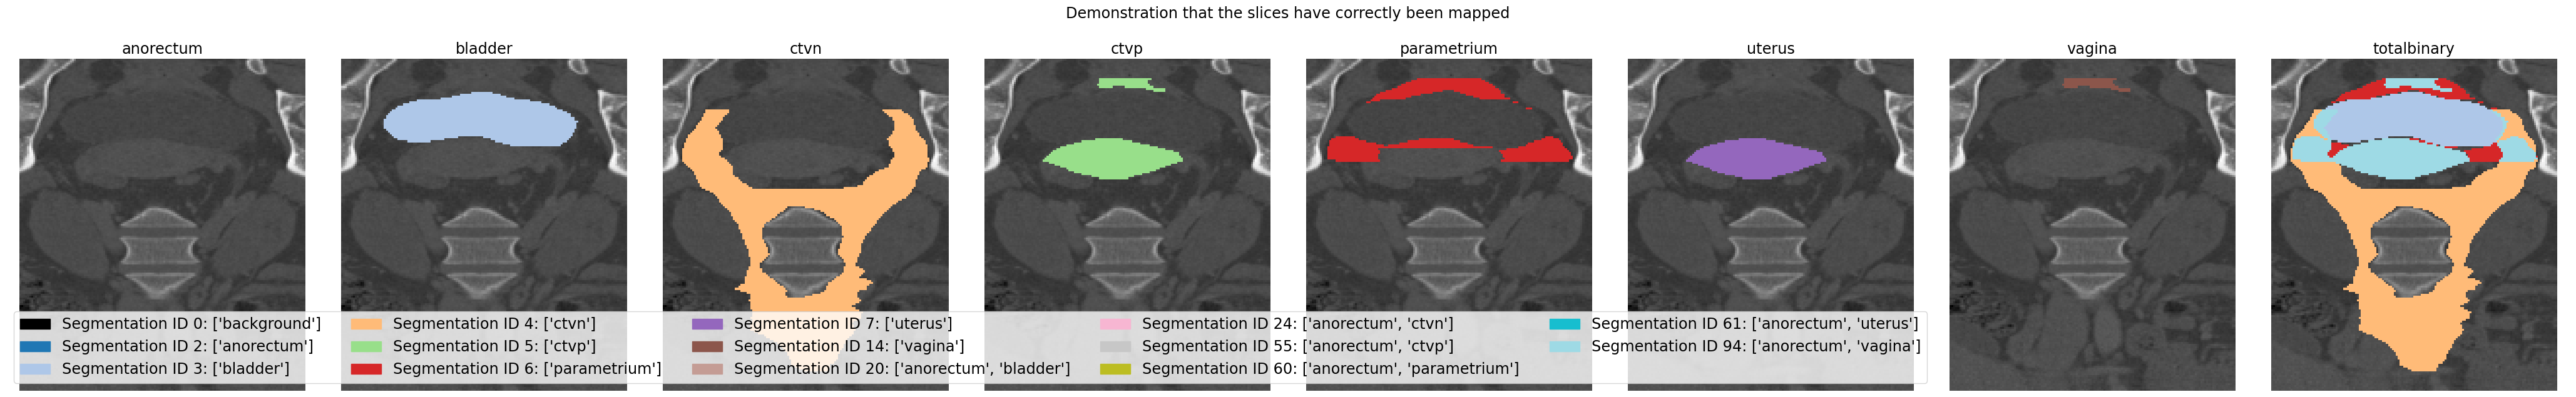 Demonstration that the slices have correctly been mapped
anorectum bladder ctvn ctvp parametrium uterus vagina totalbinary
Segmentation ID 0: ['background'] Segmentation ID 4: ['ctvn'] Segmentation ID 7: ['uterus'] Segmentation ID 24: ['anorectum', 'ctvn'] Segmentation ID 61: ['anorectum', 'uterus']
Segmentation ID 2: ['anorectum'] Segmentation ID 5: ['ctvp'] Segmentation ID 14: ['vagina'] Segmentation ID 55: ['anorectum', 'ctvp'] Segmentation ID 94: ['anorectum', 'vagina']
Segmentation ID 3: ['bladder'] Segmentation ID 6: ['parametrium'] Segmentation ID 20: ['anorectum', 'bladder'] Segmentation ID 60: ['anorectum', 'parametrium']